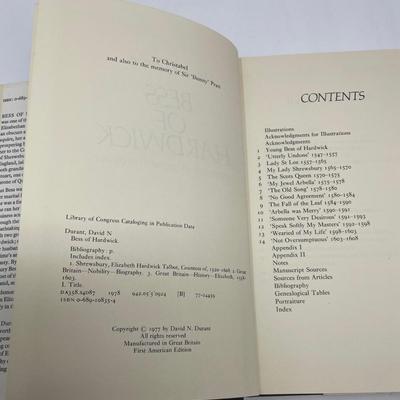 To Christabel
and also to the memory of Sir 'Bunny' Pratt
BESS
OF
HARDWICK
Library of Congress Cataloging in Publication Data
Durant, David N
Bess of Hardwick.
Bibliography: p.
Includes index.
1. Shrewsbury, Elizabeth Hardwick Talbot, Countess of, 1520-1608
2. Great
Britain—Nobility—Biography. 3. Great Britain—History—Elizabeth, 1558-
1603.
I. Title.
DA358.S4D87 1978 942.05'5'0924 [B] 77-12459
ISBN 0-689-10835-4
Copyright © 1977 by David N. Durant
All rights reserved
Manufactured in Great Britain
First American Edition
CONTENTS
Illustrations
Acknowledgments for Illustrations
Acknowledgments
1 Young Bess of Hardwick
2 'Utterly Undone' 1547–1557
3 Lady St Loe 1557–1565
4 My Lady Shrewsbury 1565–1570
5 The Scots Queen 1570–1575
6 'My Jewel Arbella' 1575–1578
7 'The Old Song' 1578–1580
8 'No Good Agreement' 1580–1584
9 The Fall of the Leaf 1584–1590
10 'Arbella was Merry' 1590–1591
11 'Someone Very Desirous' 1591–1593
12 'Speak Softly My Masters' 1593–1598
13 'Wearied of My Life' 1598–1603
14 'Not Oversumptuous' 1603–1608
Appendix I
Appendix II
Notes
Manuscript Sources
Sources from Articles
Bibliography
Genealogical Tables
Portraiture
Index